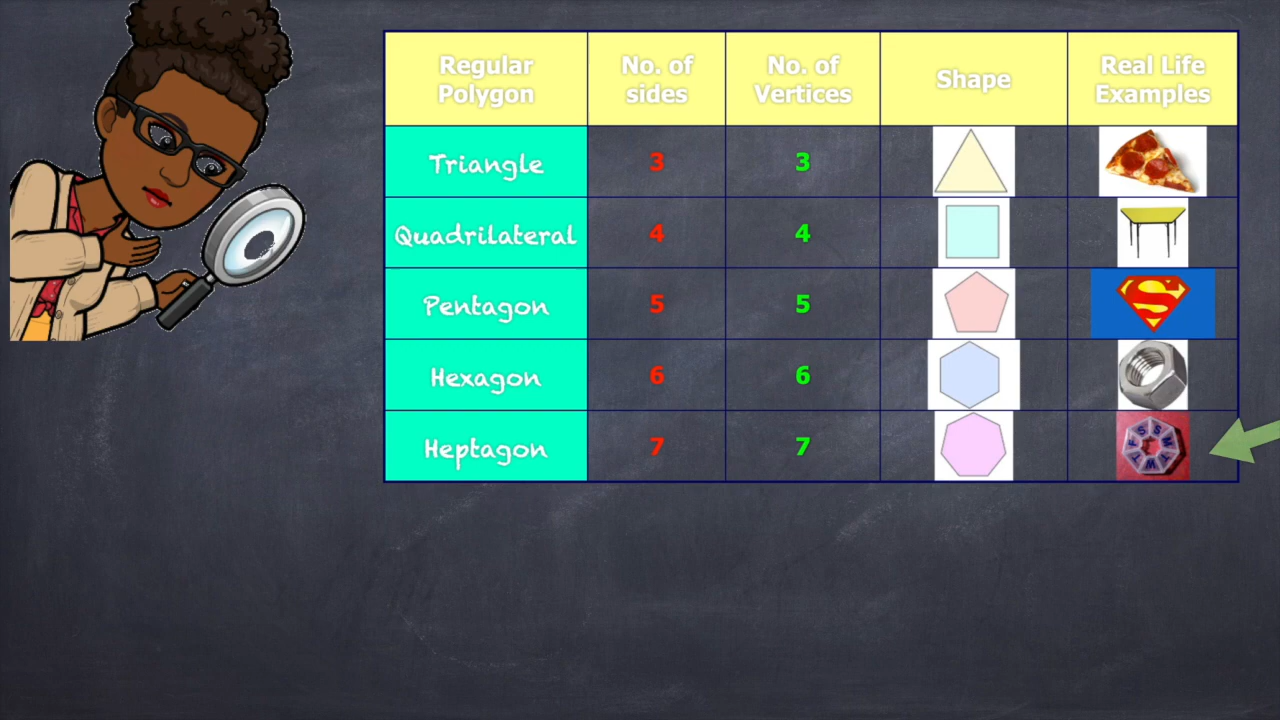 Regular
Polygon
No. of
sides
No. of
Vertices
Shape
Real Life
Examples
Triangle
3
3
Quadrilateral
4
4
Pentagon
5
5
S
Hexagon
6
6
Heptagon
7
7
S S M T W T F